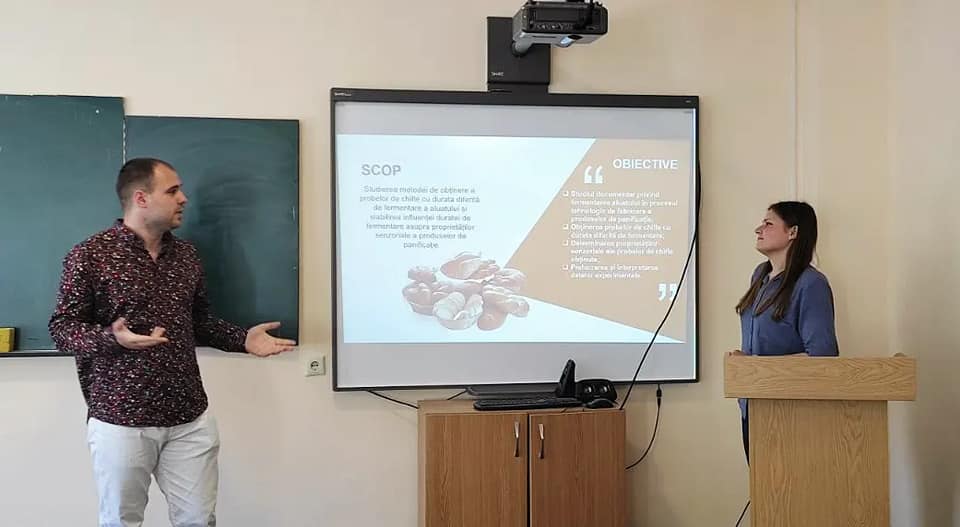 SMART
SCOP
Studierea metodei de obținere a
probelor de chifle cu durata diferită
de fermentare a aluatului și
stabilirea influenței duratei de
fermentare asupra proprietăților
senzoriale a produselor de
panificație.
“
OBIECTIVE
❑ Studiul documentar privind
fermentarea aluatului în procesul
tehnologic de fabricare a
produselor de panificație;
❑ Obținerea probelor de chifle cu
durata diferită de fermentare;
❑ Determinarea proprietăților
senzoriale ale probelor de chifle
obținute;
❑ Prelucrarea și interpretarea
datelor experimentale.
”